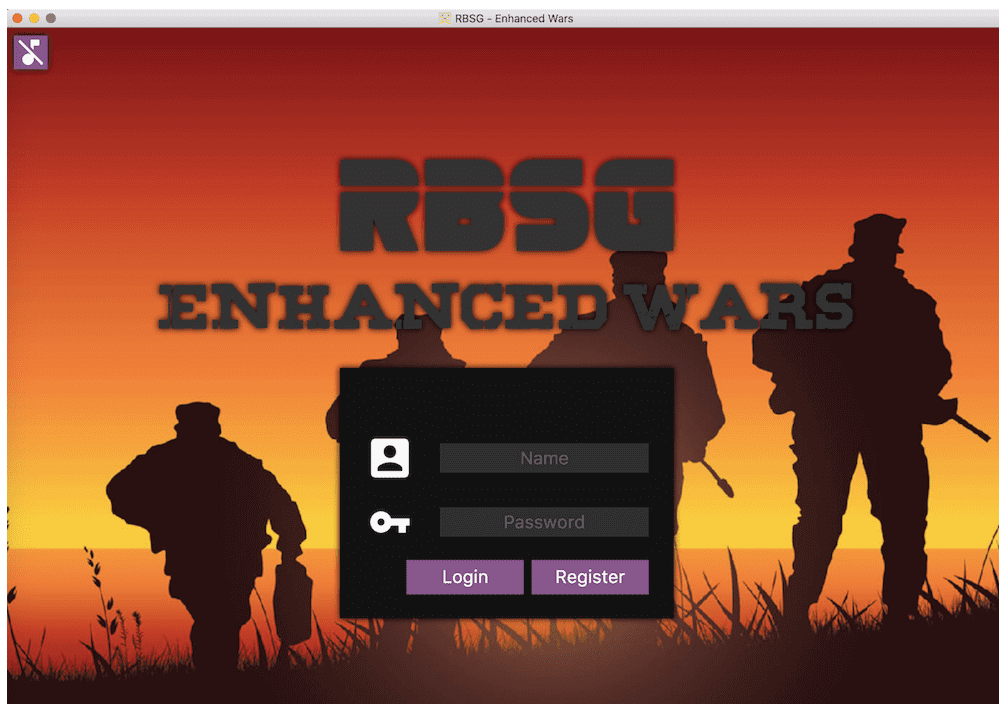 RBSG - Enhanced Wars
RBSG
ENHANCED WARS
Name
Password
Login Register